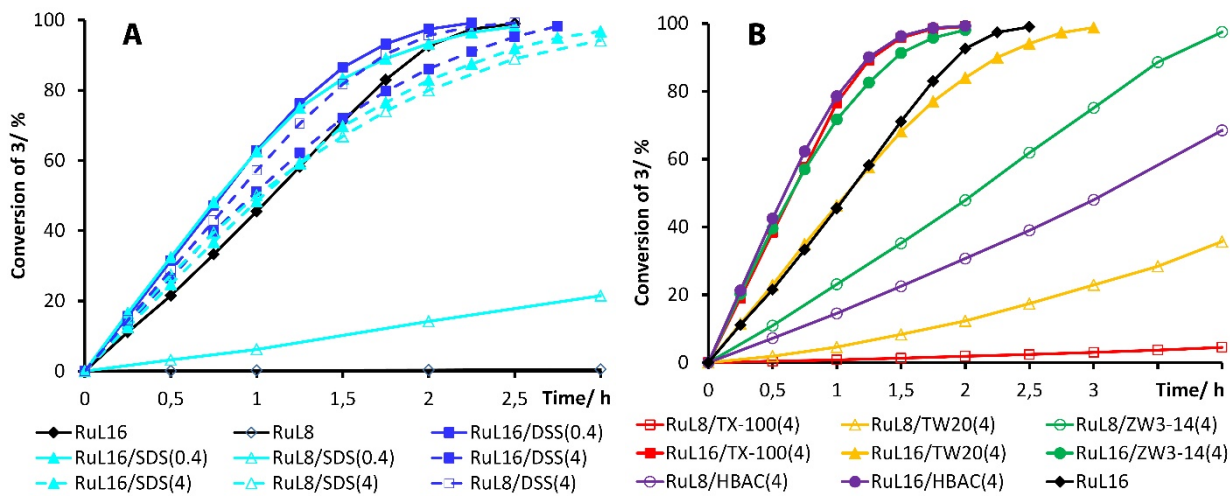 A
Conversion of 3/ %
100
80
60
40
20
0
0 0,5 1 1,5 2 2,5 Time/ h
RuL16 RuL8 RuL16/DSS(0.4)
RuL16/SDS(0.4) RuL8/SDS(0.4) RuL16/DSS(4)
RuL16/SDS(4) RuL8/SDS(4) RuL8/DSS(4)
B
Conversion of 3/ %
100
80
60
40
20
0
0 0,5 1 1,5 2 2,5 3 Time/ h
RuL8/TX-100(4) RuL8/TW20(4) RuL8/ZW3-14(4)
RuL16/TX-100(4) RuL16/TW20(4) RuL16/ZW3-14(4)
RuL8/HBAC(4) RuL16/HBAC(4) RuL16